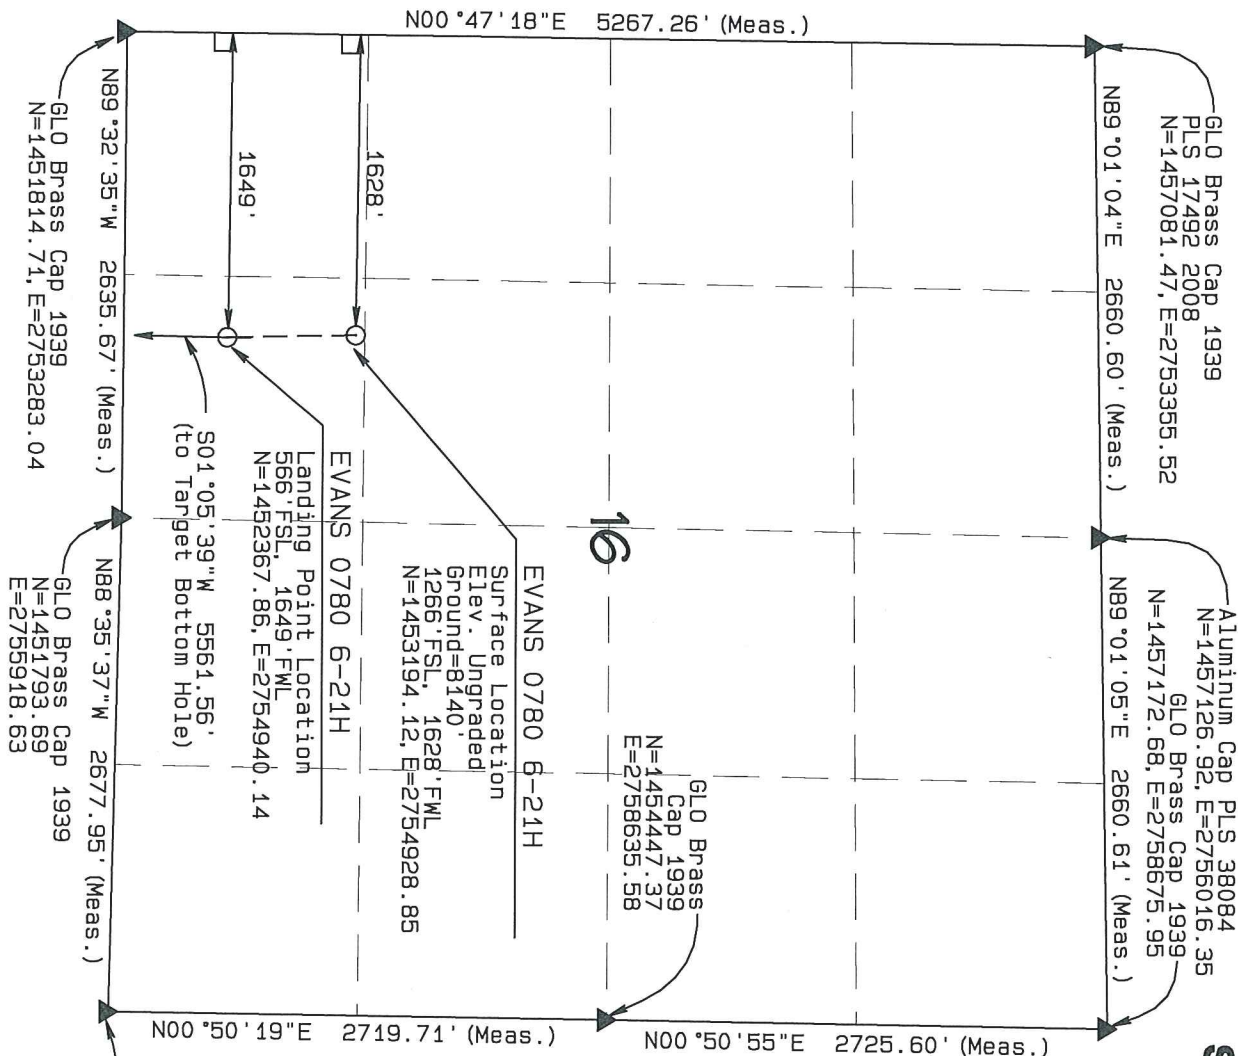 N00°47'18"E 5267.26' (Meas.)
GLO Brass Cap 1939
PLS 17492 2008
N=1457081.47, E=2753355.52
N89°01'04"E 2660.60' (Meas.)
Aluminum Cap PLS 38084
N=1457126.92, E=2756016.35
GLO Brass Cap 1939
N=1457172.68, E=2758675.95
N89°01'05"E 2660.61' (Meas.)
1628'
1649'
16
EVANS 0780 6-21H
Surface Location
Elev. Ungraded
Ground=8140'
1266'FSL, 1628'FWL
N=1453194.12, E=2754928.85
EVANS 0780 6-21H
Landing Point Location
566'FSL, 1649'FWL
N=1452367.86, E=2754940.14
S01°05'39"W 5561.56'
(to Target Bottom Hole)
GLO Brass
Cap 1939
N=1454447.37
E=2758635.58
N89°32'35"W 2635.67' (Meas.)
GLO Brass Cap 1939
N=1451814.71, E=2753283.04
N88°35'37"W 2677.95' (Meas.)
GLO Brass Cap 1939
N=1451793.69
E=2755918.63
N00°50'19"E 2719.71' (Meas.)
N00°50'55"E 2725.60' (Meas.)